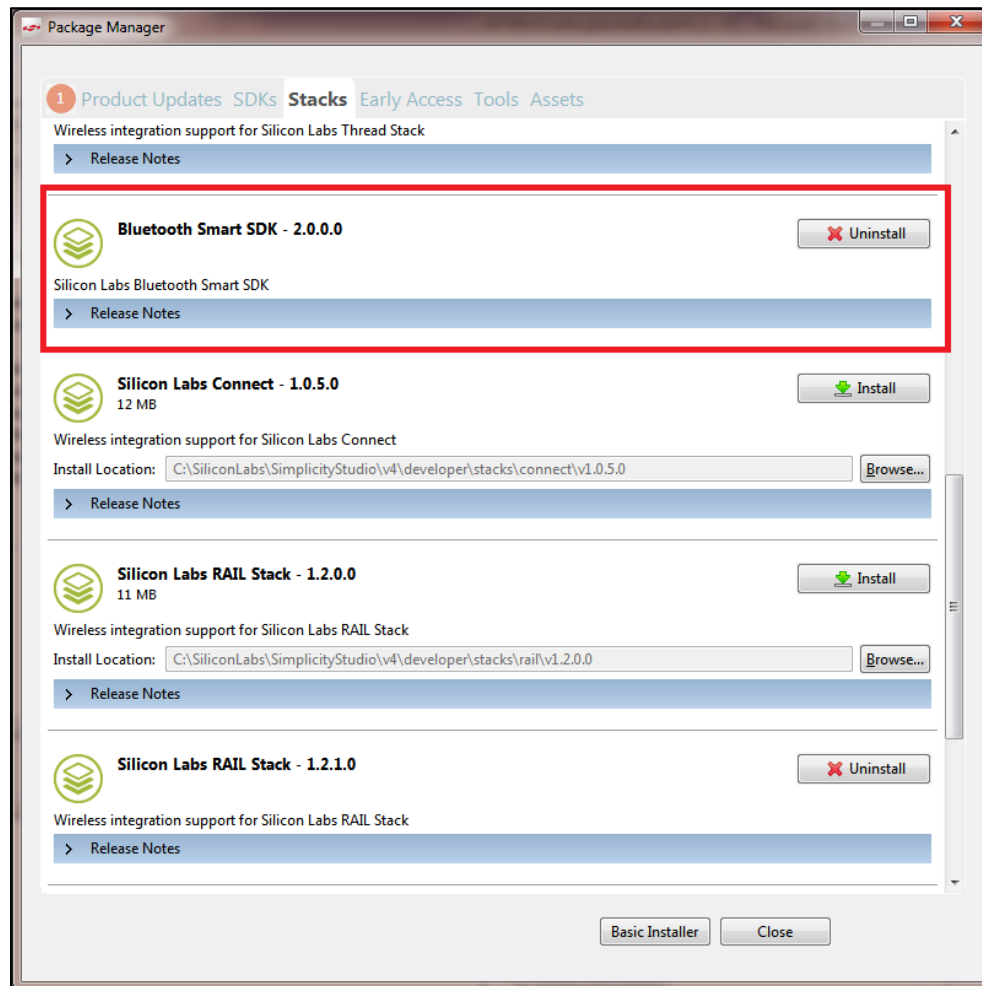 Package Manager
1 Product Updates SDKs Stacks Early Access Tools Assets
Wireless integration support for Silicon Labs Thread Stack
> Release Notes
Bluetooth Smart SDK - 2.0.0.0
Uninstall
Silicon Labs Bluetooth Smart SDK
> Release Notes
Silicon Labs Connect - 1.0.5.0
Install
12 MB
Wireless integration support for Silicon Labs Connect
Install Location: C:\SiliconLabs\SimplicityStudio\v4\developer\stacks\connect\v1.0.5.0 Browse...
> Release Notes
Silicon Labs RAIL Stack - 1.2.0.0
Install
11 MB
Wireless integration support for Silicon Labs RAIL Stack
Install Location: C:\SiliconLabs\SimplicityStudio\v4\developer\stacks\rail\v1.2.0.0 Browse...
> Release Notes
Silicon Labs RAIL Stack - 1.2.1.0
Uninstall
Wireless integration support for Silicon Labs RAIL Stack
> Release Notes
Basic Installer Close